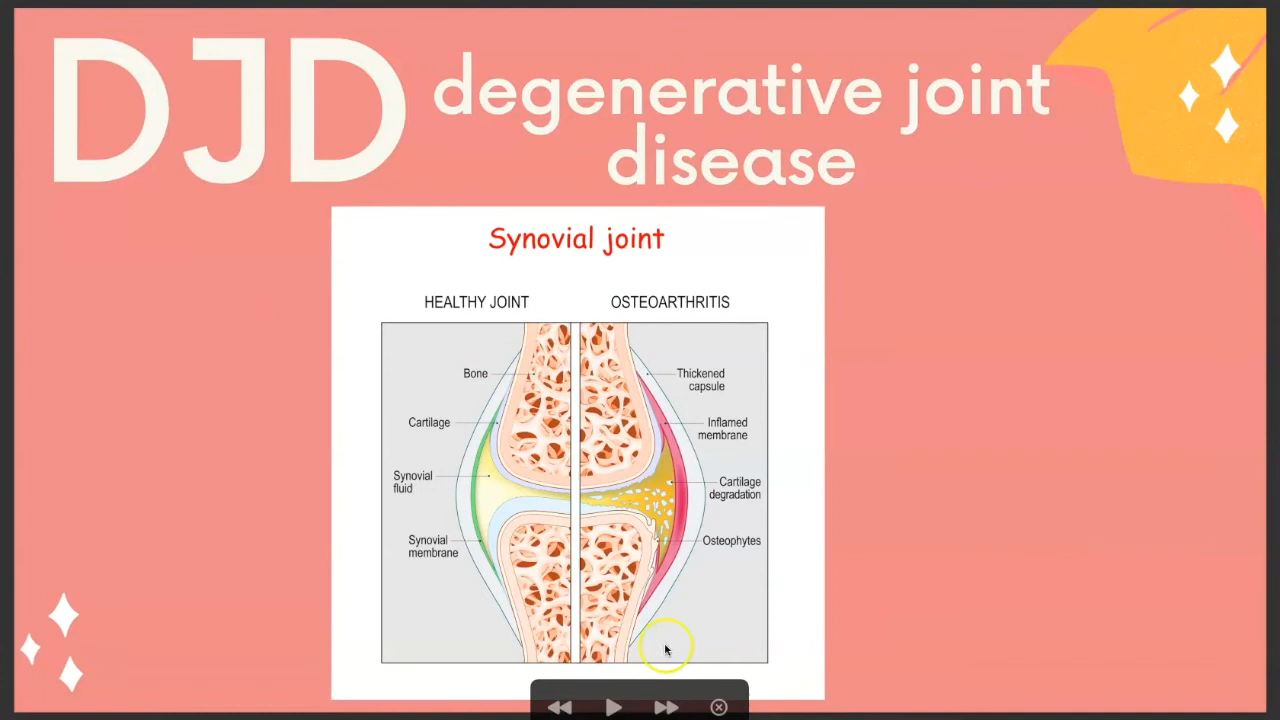 DJD
degenerative joint
disease
Synovial joint
HEALTHY JOINT
OSTEOARTHRITIS
Bone
Cartilage
Synovial
fluid
Synovial
membrane
Thickened
capsule
Inflamed
membrane
Cartilage
degradation
Osteophytes